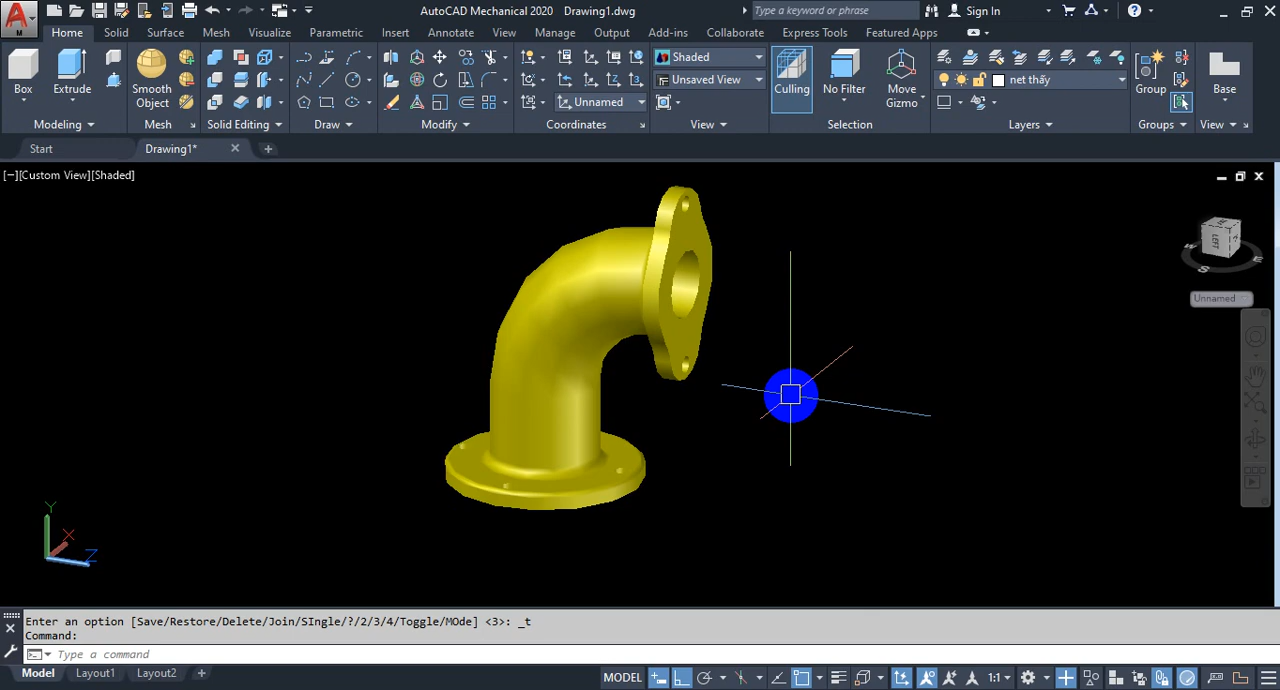 AutoCAD Mechanical 2020 Drawing1.dwg
Type a keyword or phrase
Sign In
Home Solid Surface Mesh Visualize Parametric Insert Annotate View Manage Output Add-ins Collaborate Express Tools Featured Apps
Box
Extrude
Smooth Object
Shaded
Unsaved View
Unnamed
Culling
No Filter
Move Gizmo
net thấy
Group
Base
Modeling Mesh Solid Editing Draw Modify Coordinates View Selection Layers Groups View
Start Drawing1*
[−][Custom View][Shaded]
LEFT
W
S
E
Unnamed
Y
X
Z
Enter an option [Save/Restore/Delete/Join/SIngle/?/2/3/4/Toggle/MOde] <3>: _t
Command:
Type a command
Model Layout1 Layout2
MODEL
1:1